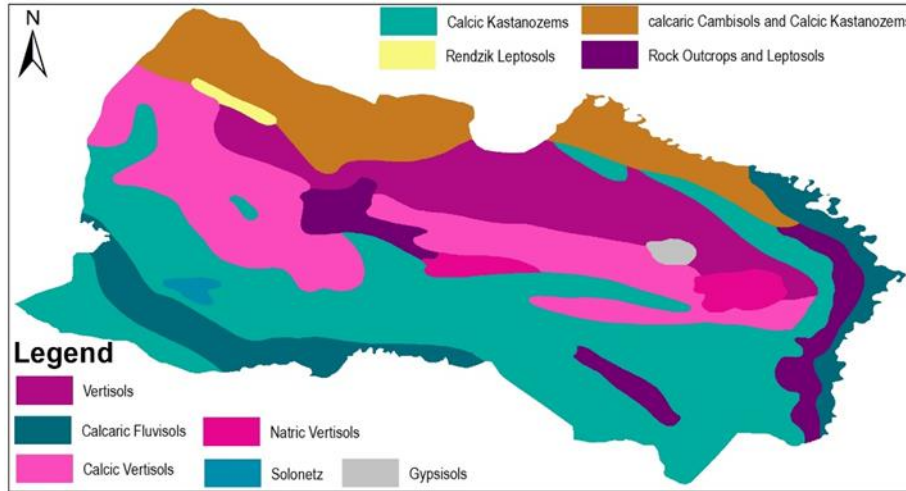 N
Calcic Kastanozems
calcaric Cambisols and Calcic Kastanozems
Rendzik Leptosols
Rock Outcrops and Leptosols
Legend
Vertisols
Calcaric Fluvisols
Natric Vertisols
Calcic Vertisols
Solonetz
Gypsisols